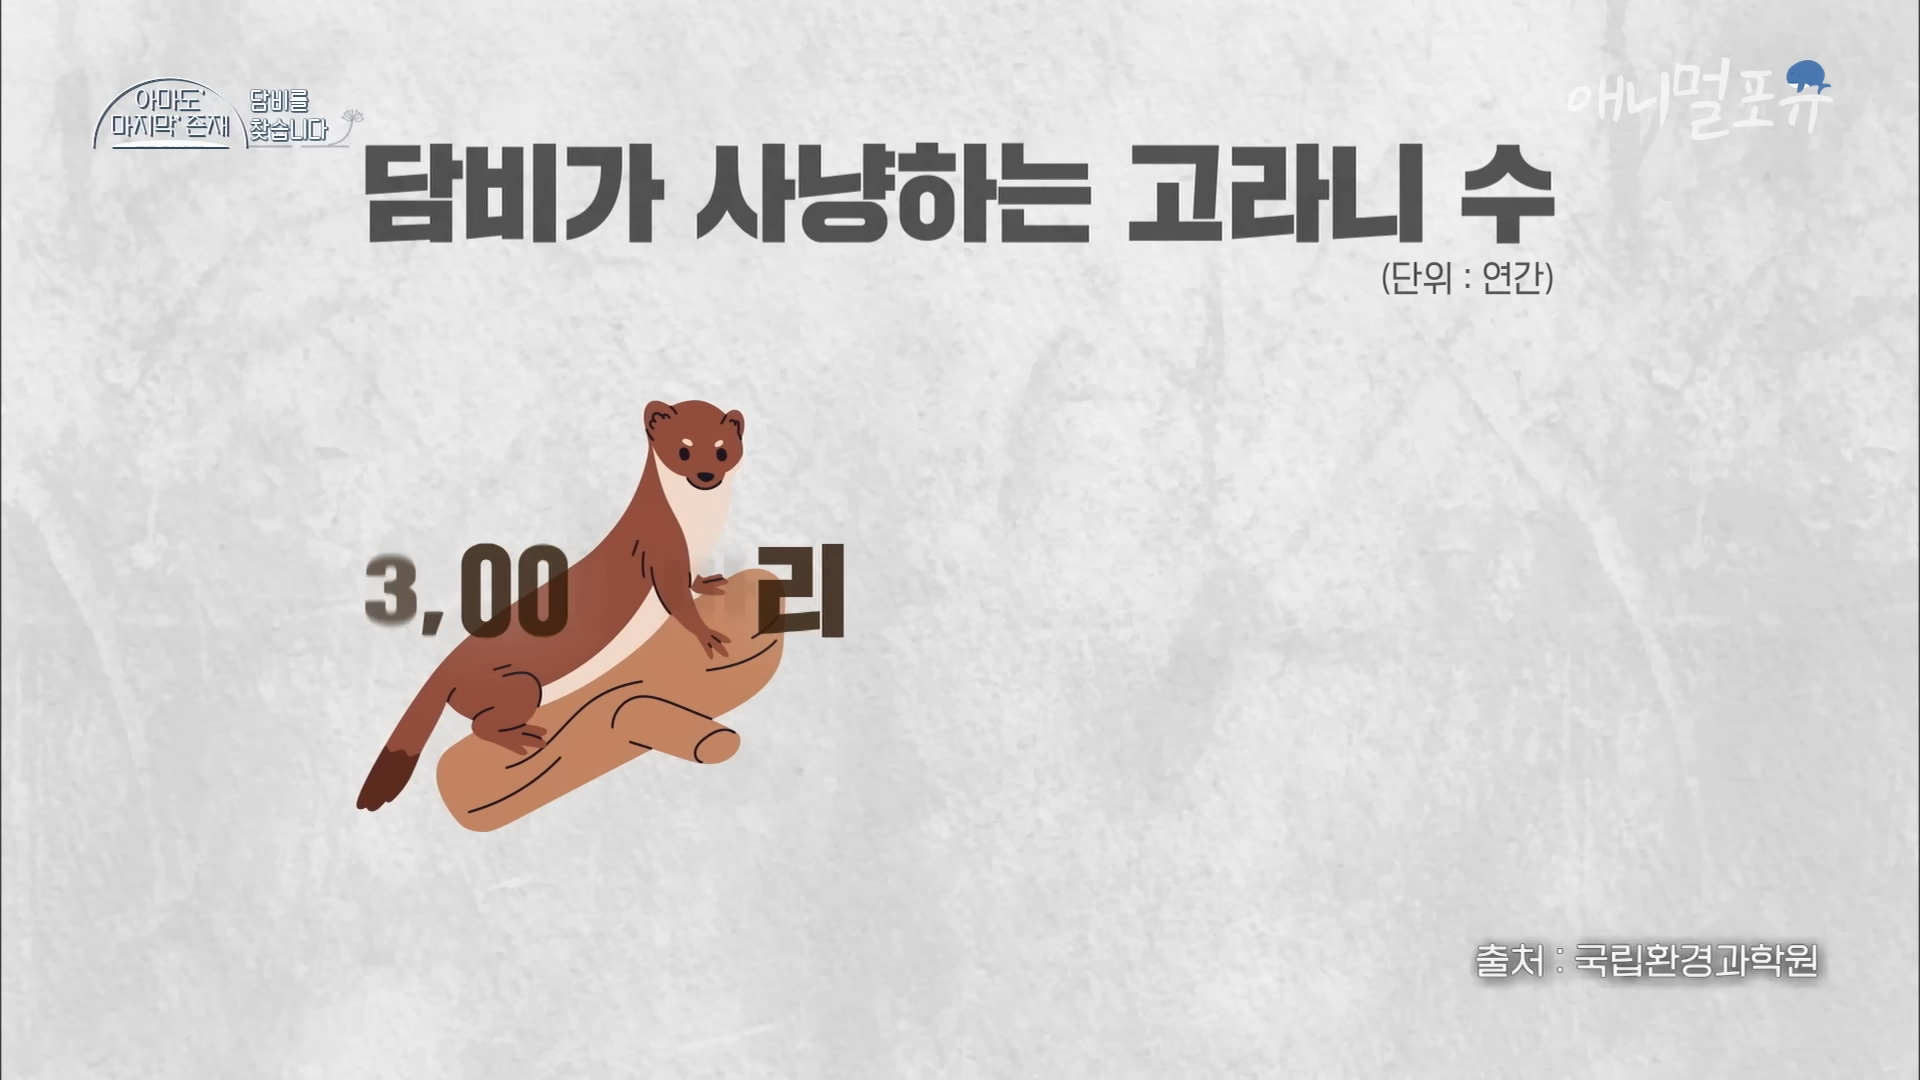 아마도
마지막 존재
담비를
찾습니다
애니멀포유
담비가 사냥하는 고라니 수
(단위 : 연간)
3,00 리
출처 : 국립환경과학원